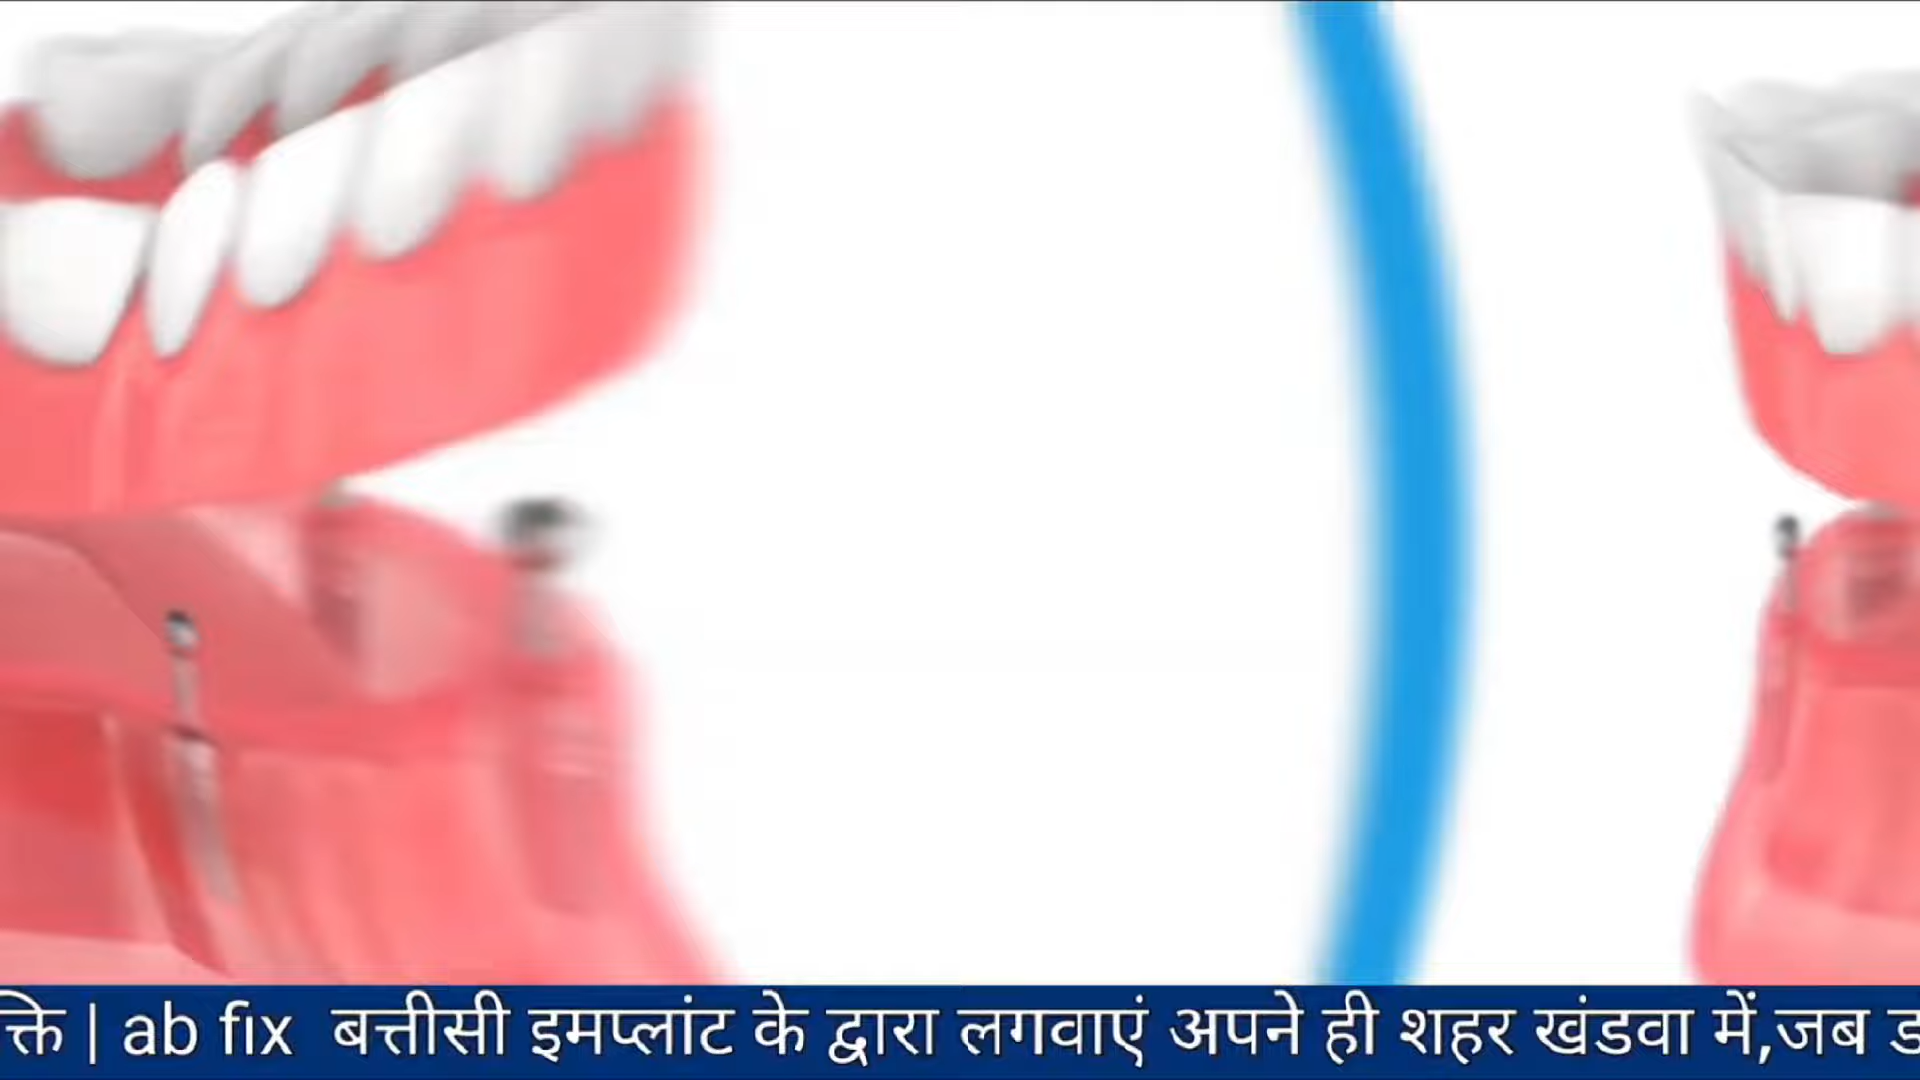 क्ति | ab fix बत्तीसी इमप्लांट के द्वारा लगवाएं अपने ही शहर खंडवा में,जब